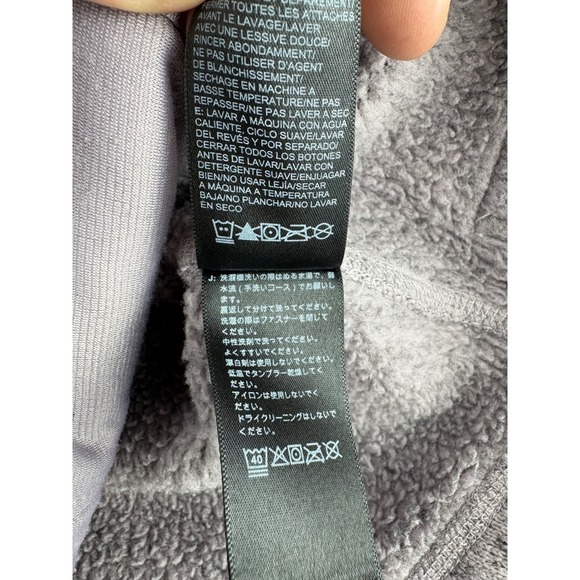 FERMER TOUTES LES ATTACHES
AVANT LE LAVAGE/LAVER
AVEC UNE LESSIVE DOUCE/
RINCER ABONDAMMENT/
NE PAS UTILISER D'AGENT
DE BLANCHISSEMENT/
SECHAGE EN MACHINE A
BASSE TEMPERATURE/NE PAS
REPASSER/NE PAS LAVER A SEC
E: LAVAR A MÁQUINA CON AGUA
CALIENTE, CICLO SUAVE/LAVAR
DEL REVÉS Y POR SEPARADO/
CERRAR TODOS LOS BOTONES
ANTES DE LAVAR/LAVAR CON
DETERGENTE SUAVE/ENJUAGAR
BIEN/NO USAR LEJÍA/SECAR
A MÁQUINA A TEMPERATURA
BAJA/NO PLANCHAR/NO LAVAR
EN SECO
J: 洗濯機洗いの際はぬるま湯で、弱
水流(手洗いコース)でお願いし
ます。
裏返して分けて洗ってください。
洗濯の際はファスナーを閉じて
ください。
中性洗剤で洗ってください。
よくすすいでください。
漂白剤は使用しないでください。
低温でタンブラー乾燥してく
ださい。
アイロンは使用しないでくださ
い。
ドライクリーニングはしないで
ください。
40